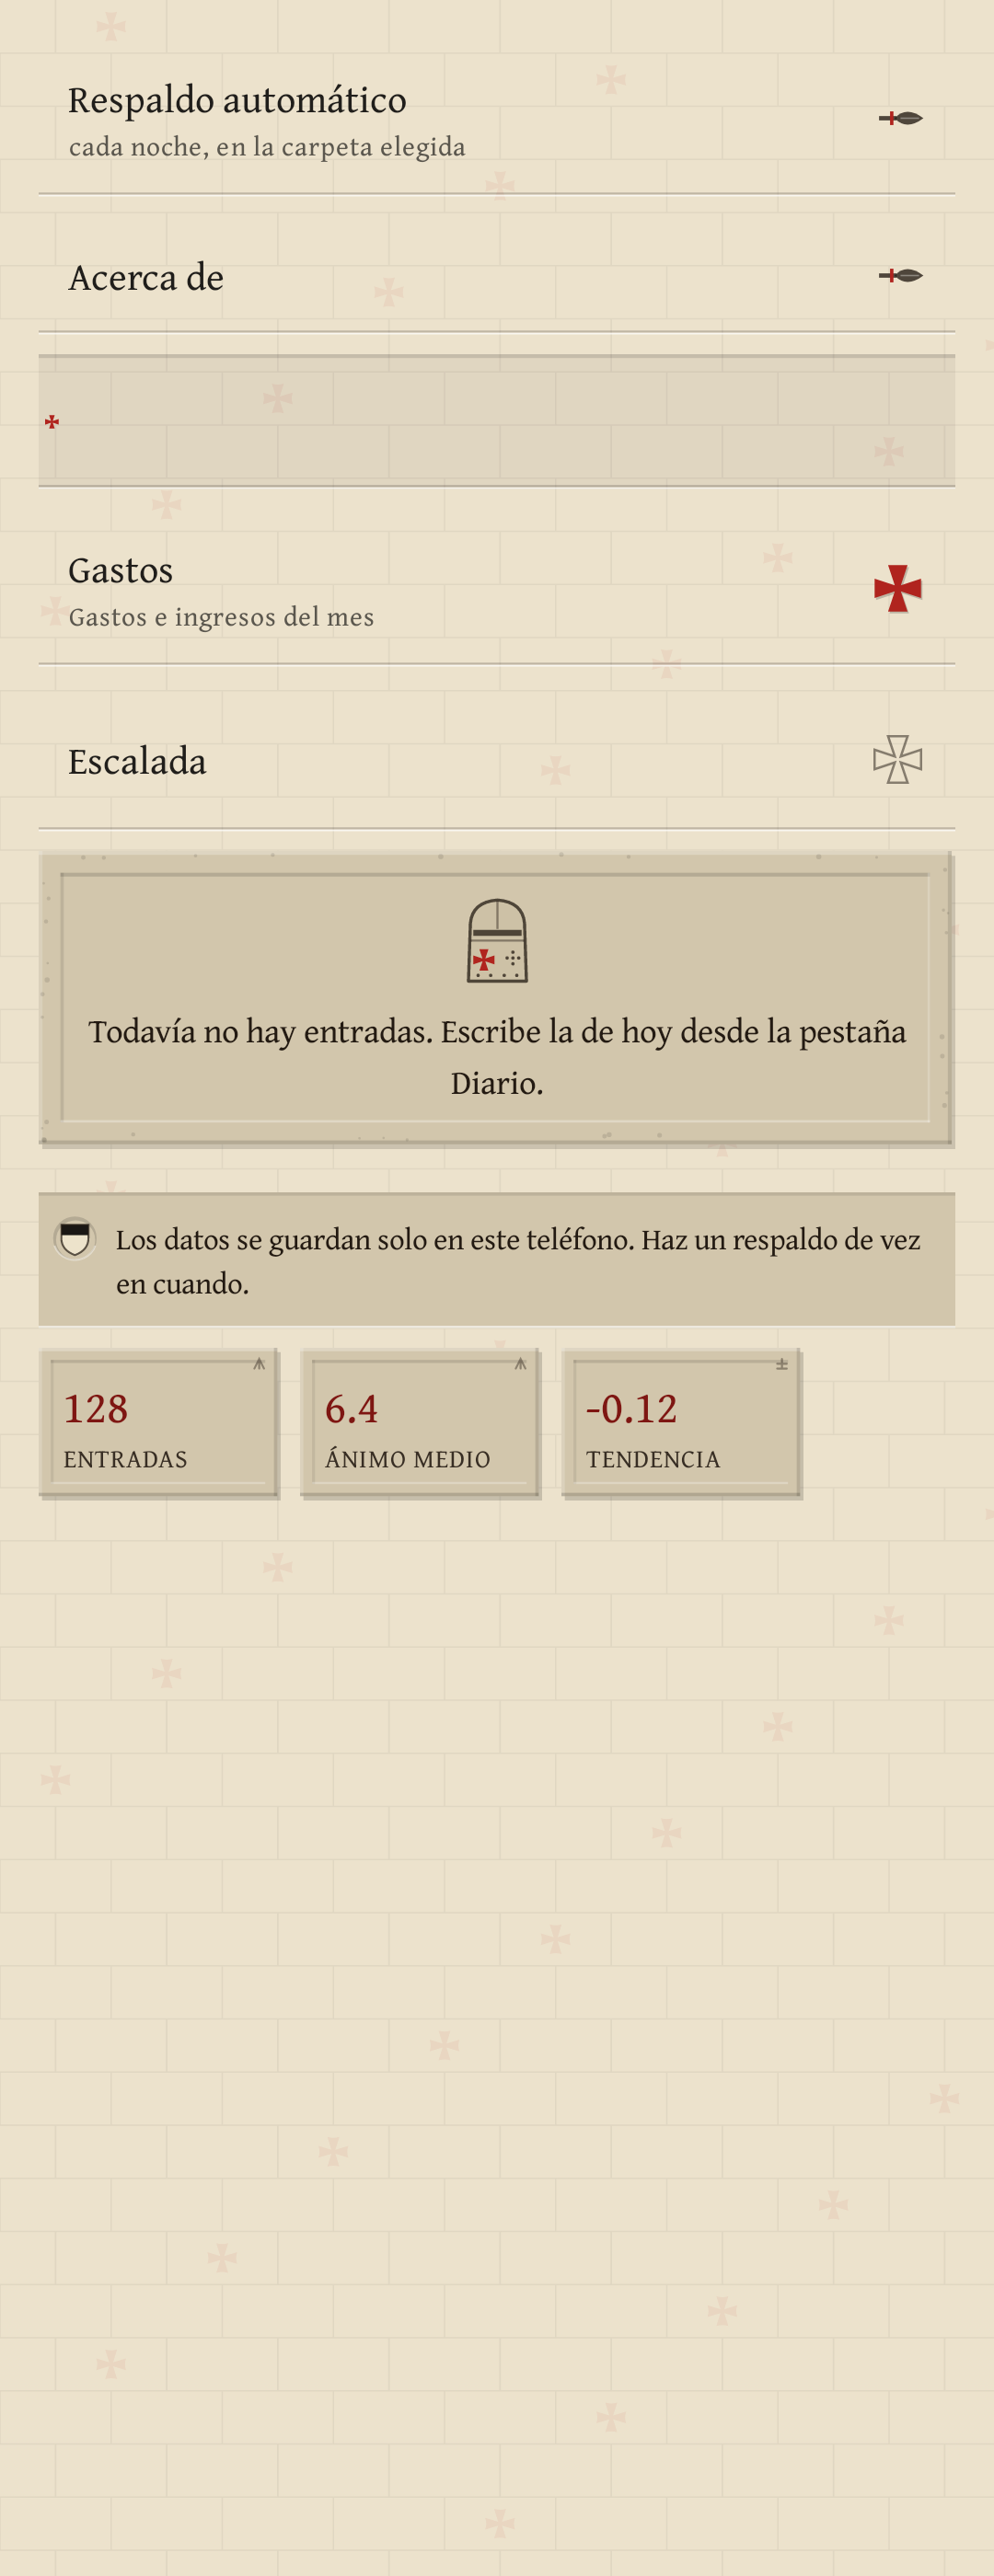 Respaldo automático
cada noche, en la carpeta elegida
Acerca de
Gastos
Gastos e ingresos del mes
Escalada
Todavía no hay entradas. Escribe la de hoy desde la pestaña
Diario.
Los datos se guardan solo en este teléfono. Haz un respaldo de vez
en cuando.
128
ENTRADAS
6.4
ÁNIMO MEDIO
-0.12
TENDENCIA